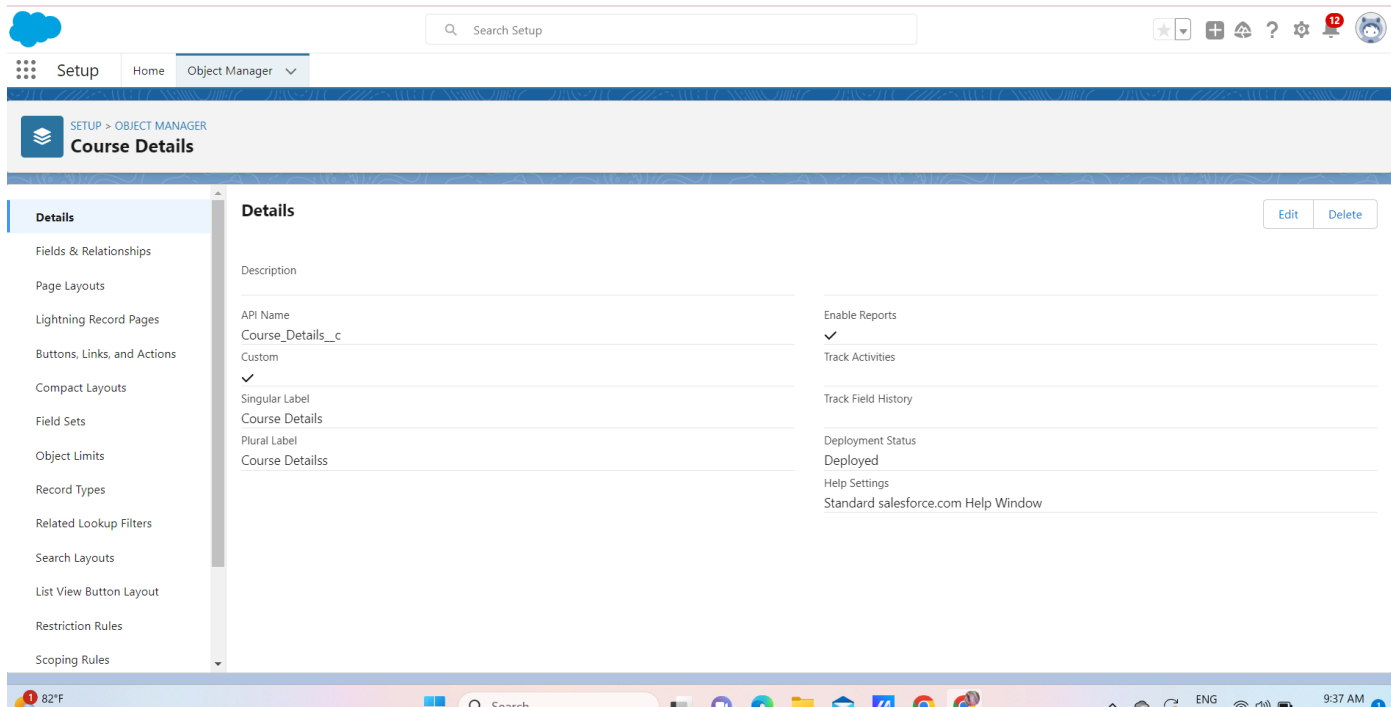 Search Setup
12
Setup
Home
Object Manager
SETUP > OBJECT MANAGER
Course Details
Details
Fields & Relationships
Page Layouts
Lightning Record Pages
Buttons, Links, and Actions
Compact Layouts
Field Sets
Object Limits
Record Types
Related Lookup Filters
Search Layouts
List View Button Layout
Restriction Rules
Scoping Rules
Details
Edit
Delete
Description
API Name
Course_Details__c
Custom
Singular Label
Course Details
Plural Label
Course Detailss
Enable Reports
Track Activities
Track Field History
Deployment Status
Deployed
Help Settings
Standard salesforce.com Help Window
1
82°F
Search
ENG
9:37 AM
1